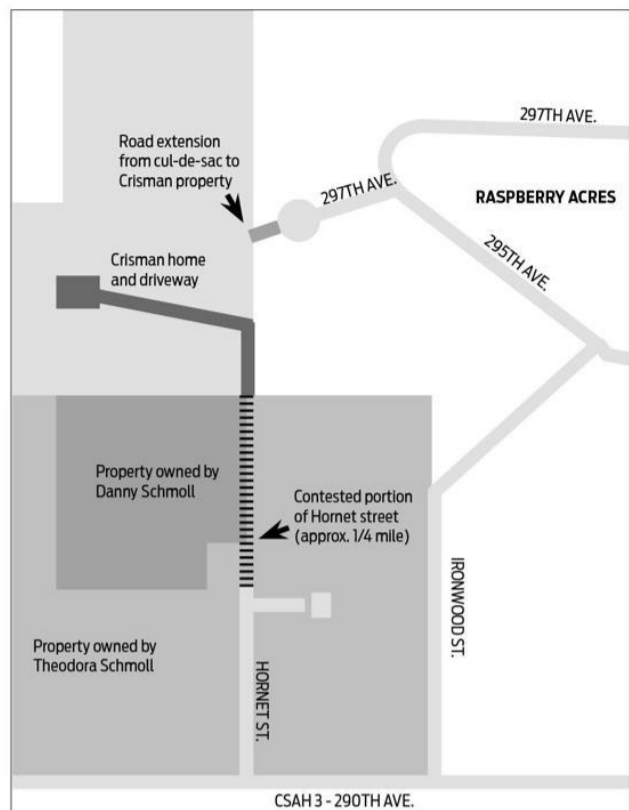 297TH AVE.
Road extension
from cul-de-sac to
Crisman property
297TH AVE.
RASPBERRY ACRES
295TH AVE.
Crisman home
and driveway
Property owned by
Danny Schmoll
Contested portion
of Hornet street
(approx. 1/4 mile)
IRONWOOD ST.
Property owned by
Theodora Schmoll
HORNET ST.
CSAH 3 - 290TH AVE.